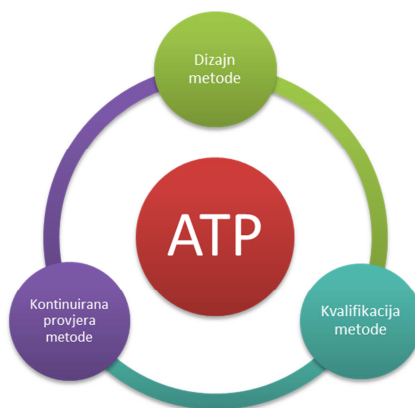 Dizajn
metode
ATP
Kontinuirana
provjera
metode
Kvalifikacija
metode